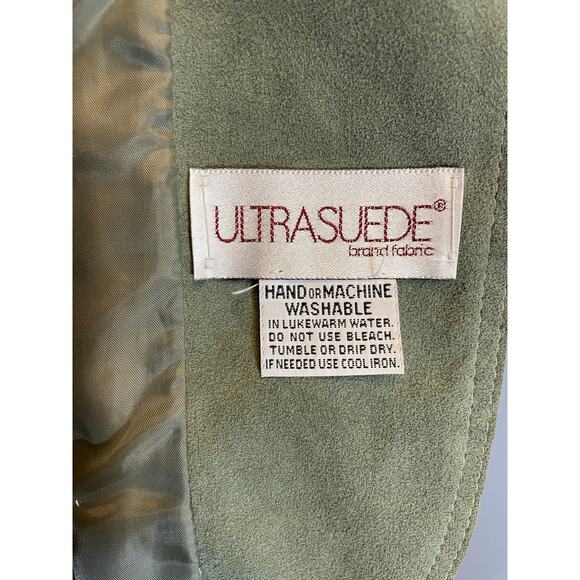 ULTRASUEDE®
brand fabric
HAND OR MACHINE
WASHABLE
IN LUKEWARM WATER.
DO NOT USE BLEACH.
TUMBLE OR DRIP DRY.
IF NEEDED USE COOL IRON.